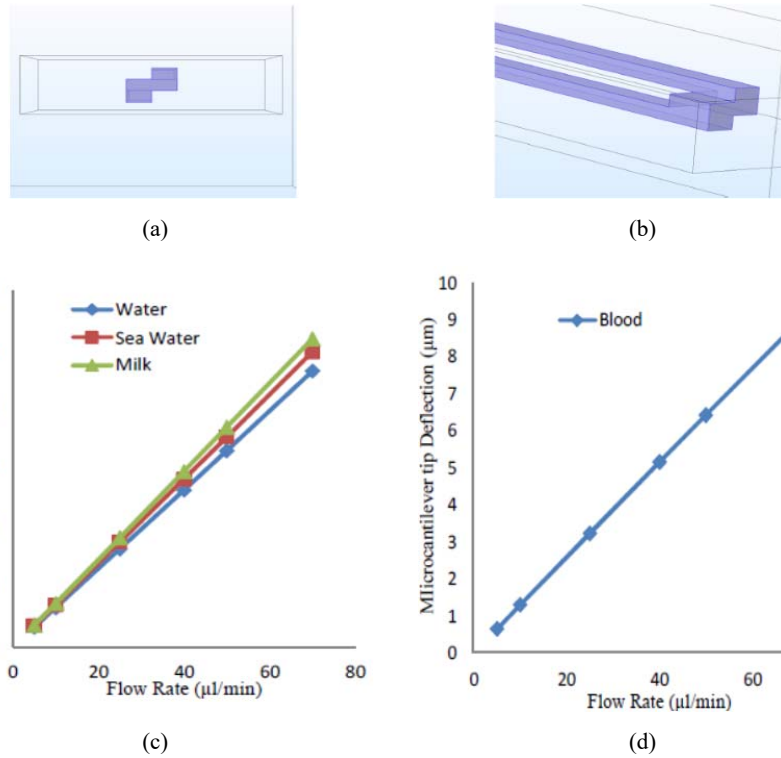 (a)
(b)
Water
Sea Water
Milk
0
20
40
60
80
Flow Rate (µl/min)
(c)
10
9
8
7
6
5
4
3
2
1
0
MIicrocantilever tip Deflection (µm)
Blood
0
20
40
60
Flow Rate (µl/min)
(d)